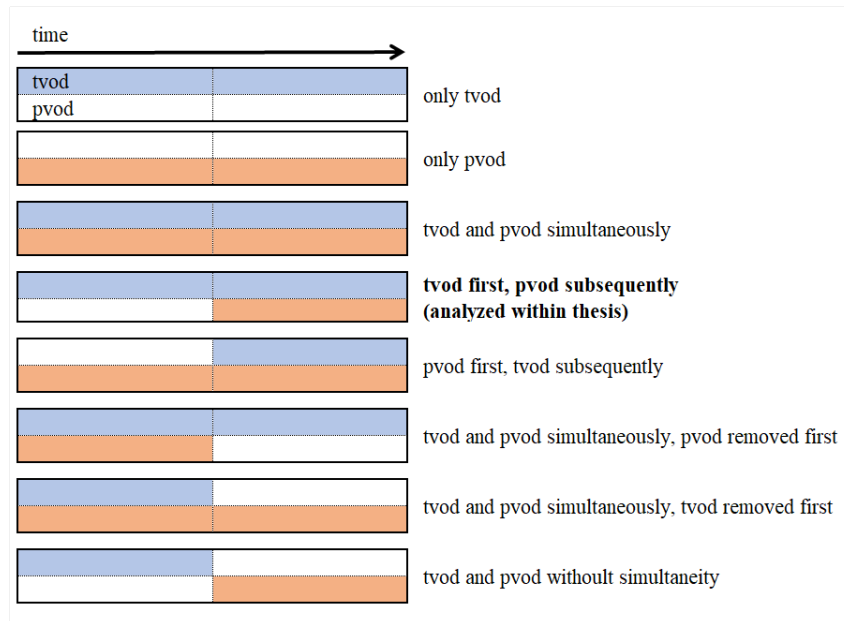 time
tvod
pvod
only tvod
only pvod
tvod and pvod simultaneously
tvod first, pvod subsequently
(analyzed within thesis)
pvod first, tvod subsequently
tvod and pvod simultaneously, pvod removed first
tvod and pvod simultaneously, tvod removed first
tvod and pvod withoult simultaneity